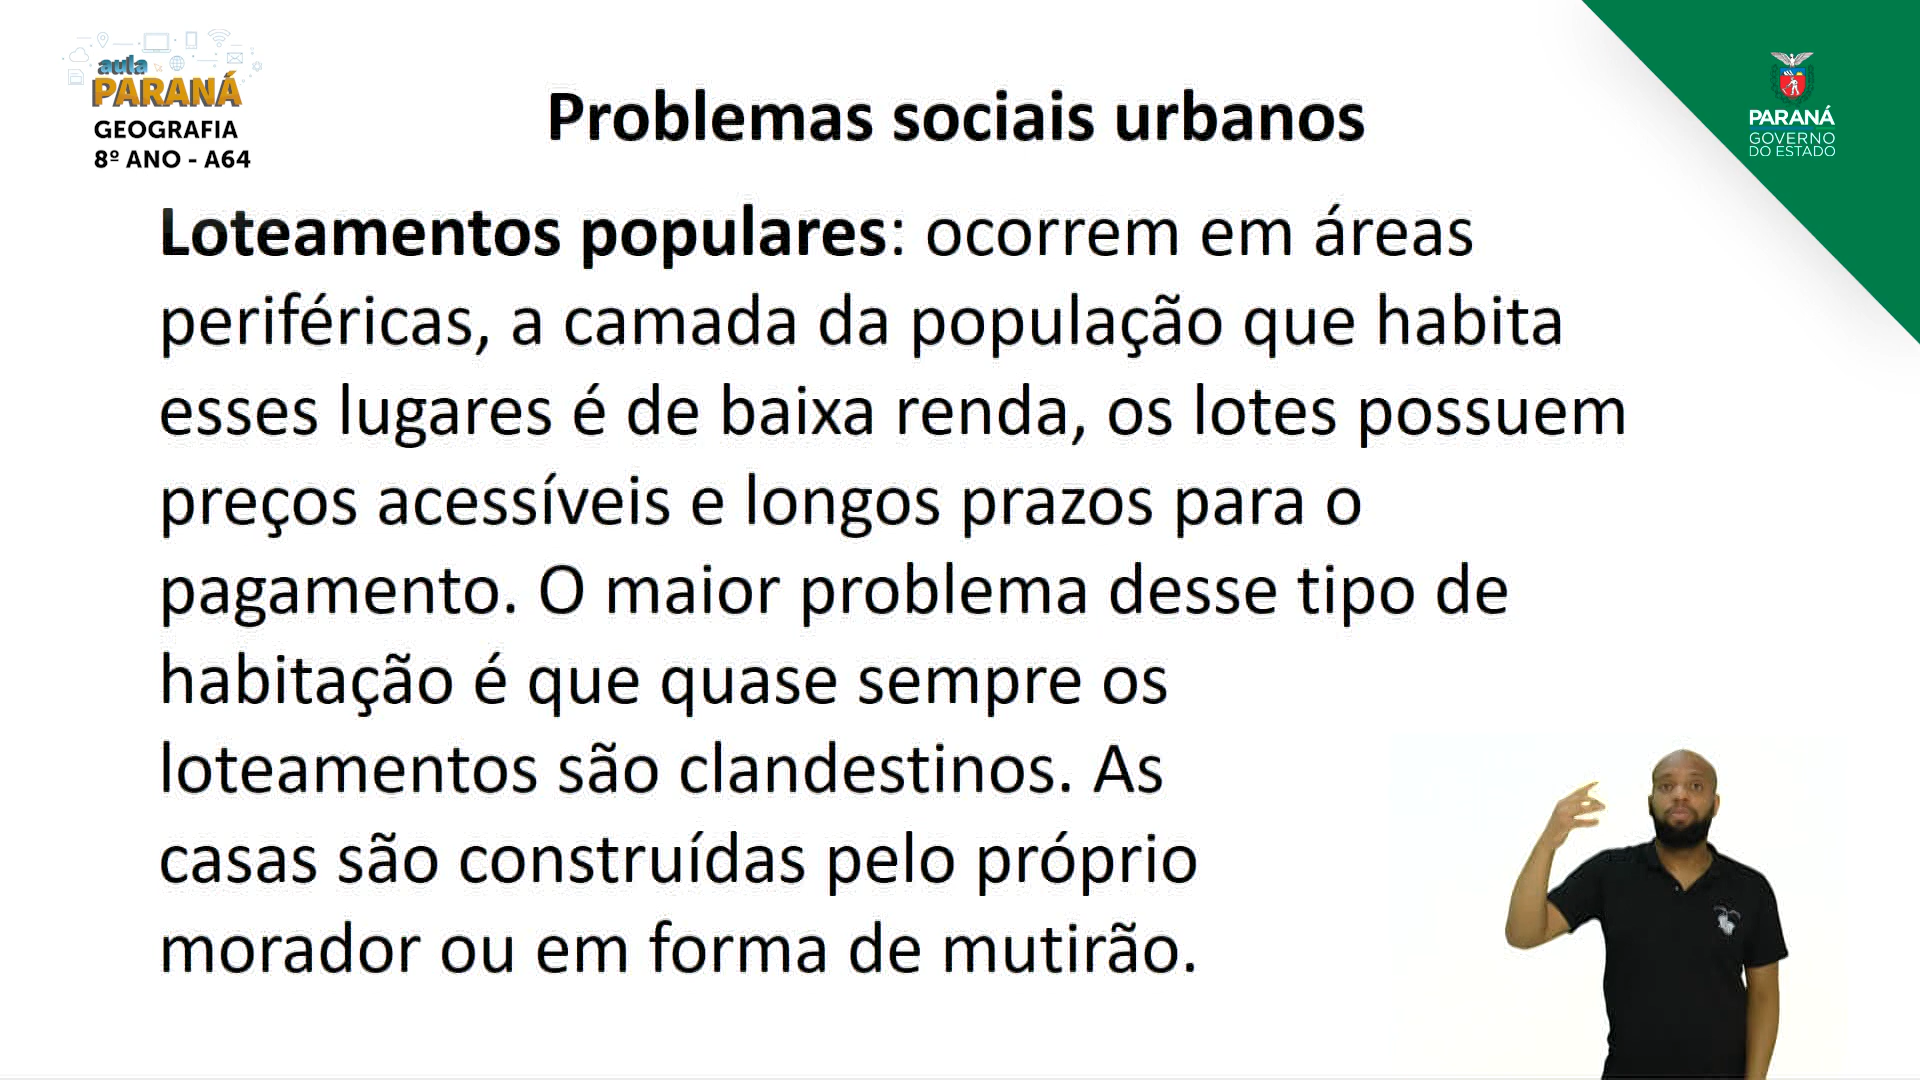 aula
PARANÁ
GEOGRAFIA
8º ANO - A64
Problemas sociais urbanos
PARANÁ
GOVERNO
DO ESTADO
Loteamentos populares: ocorrem em áreas
periféricas, a camada da população que habita
esses lugares é de baixa renda, os lotes possuem
preços acessíveis e longos prazos para o
pagamento. O maior problema desse tipo de
habitação é que quase sempre os
loteamentos são clandestinos. As
casas são construídas pelo próprio
morador ou em forma de mutirão.